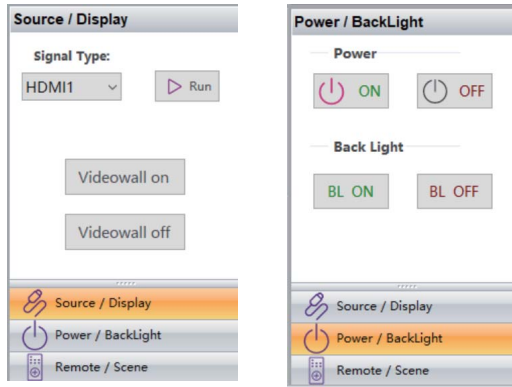 Source / Display
Signal Type:
HDMI1
Run
Videowall on
Videowall off
Source / Display
Power / BackLight
Remote / Scene
Power / BackLight
Power
ON
OFF
Back Light
BL ON
BL OFF
Source / Display
Power / BackLight
Remote / Scene